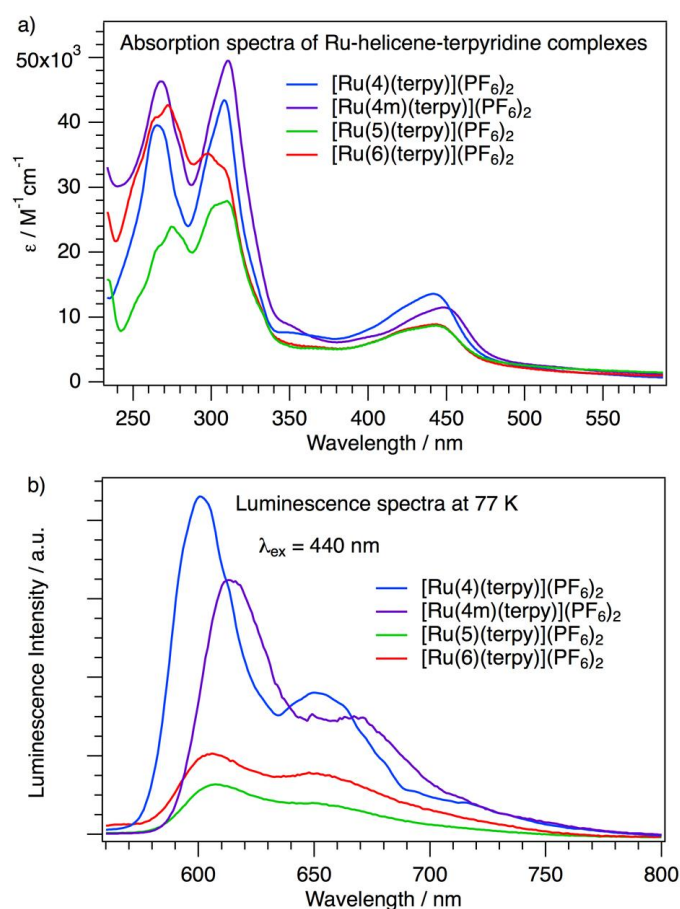 a)
Absorption spectra of Ru-helicene-terpyridine complexes
[Ru(4)(terpy)](PF₆)₂
[Ru(4m)(terpy)](PF₆)₂
[Ru(5)(terpy)](PF₆)₂
[Ru(6)(terpy)](PF₆)₂
50x10³
40
30
20
10
0
ε / M⁻¹cm⁻¹
250 300 350 400 450 500 550
Wavelength / nm
b)
Luminescence spectra at 77 K
λex = 440 nm
[Ru(4)(terpy)](PF₆)₂
[Ru(4m)(terpy)](PF₆)₂
[Ru(5)(terpy)](PF₆)₂
[Ru(6)(terpy)](PF₆)₂
Luminescence Intensity / a.u.
600 650 700 750 800
Wavelength / nm